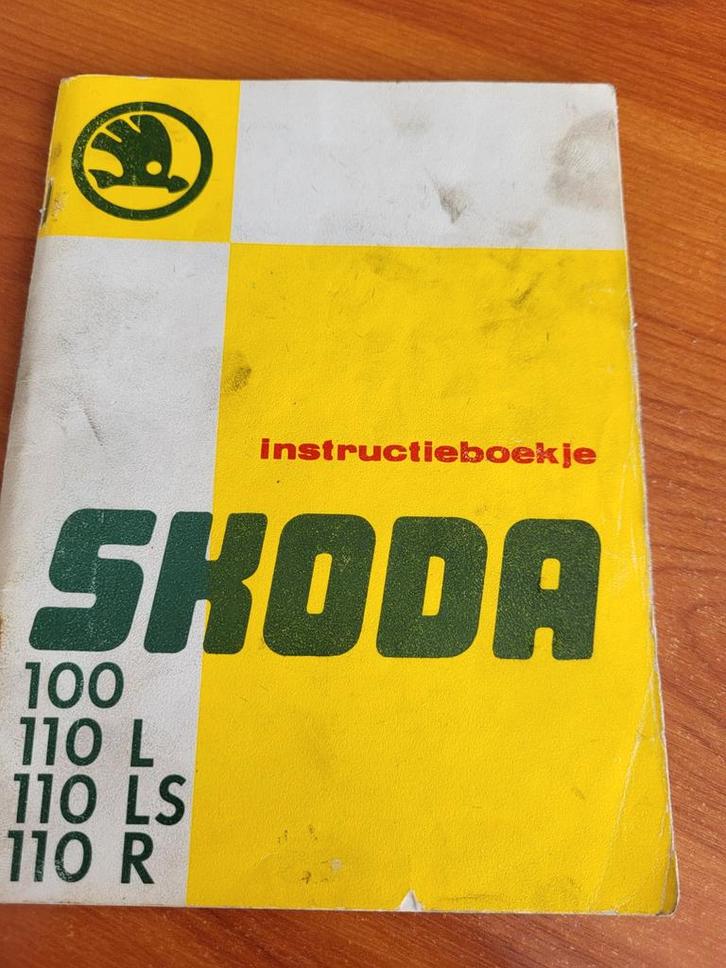 instructieboekje
SKODA
100
110 L
110 LS
110 R